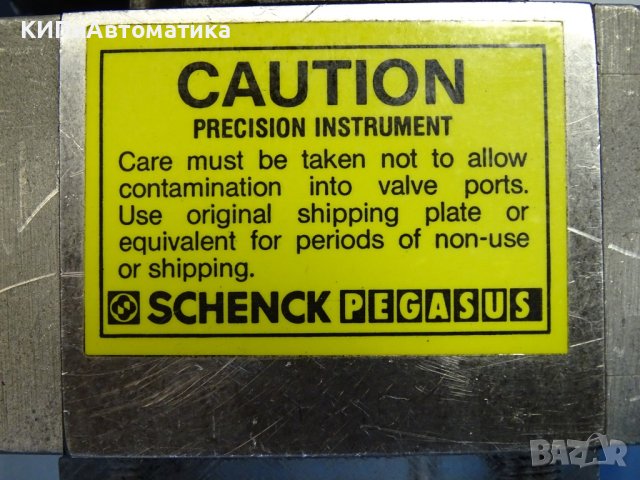 КИП и Автоматика
CAUTION
PRECISION INSTRUMENT
Care must be taken not to allow
contamination into valve ports.
Use original shipping plate or
equivalent for periods of non-use
or shipping.
SCHENCK PEGASUS
BAZAR